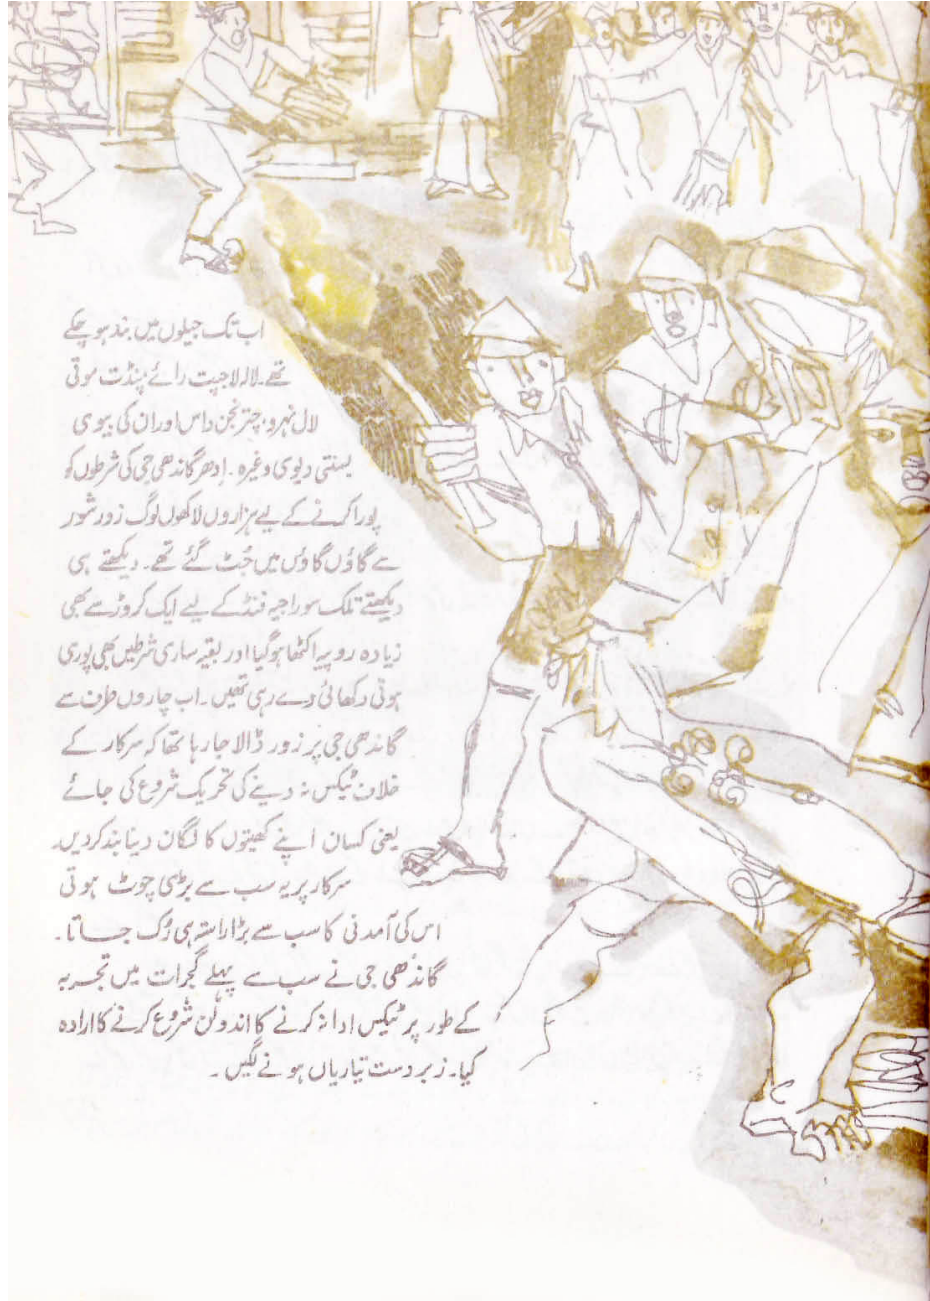 اب تک جیلوں میں بند ہو چکے
تھے۔ لالہ لاجپت رائے پنڈت موتی
لال نہرو، چترنجن داس اور ان کی بیوی
بسنتی دیوی وغیرہ۔ اِدھر گاندھی جی کی شرطوں کو
پورا کرنے کے لیے ہزاروں لاکھوں لوگ زور شور
سے گاؤں گاؤں میں جُٹ گئے تھے۔ دیکھتے ہی
دیکھتے تلک سوراجیہ فنڈ کے لیے ایک کروڑ سے بھی
زیادہ روپیہ اکٹھا ہو گیا اور بقیہ ساری شرطیں بھی پوری
ہوتی دکھائی دے رہی تھیں۔ اب چاروں طرف سے
گاندھی جی پر زور ڈالا جا رہا تھا کہ سرکار کے
خلاف ٹیکس نہ دینے کی تحریک شروع کی جائے
یعنی کسان اپنے کھیتوں کا لگان دینا بند کر دیں۔
سرکار پر یہ سب سے بڑی چوٹ ہوتی
اس کی آمدنی کا سب سے بڑا راستہ ہی رُک جاتا۔
گاندھی جی نے سب سے پہلے گجرات میں تجربہ
کے طور پر ٹیکس ادا نہ کرنے کا اندولن شروع کرنے کا ارادہ
کیا۔ زبردست تیاریاں ہونے لگیں۔